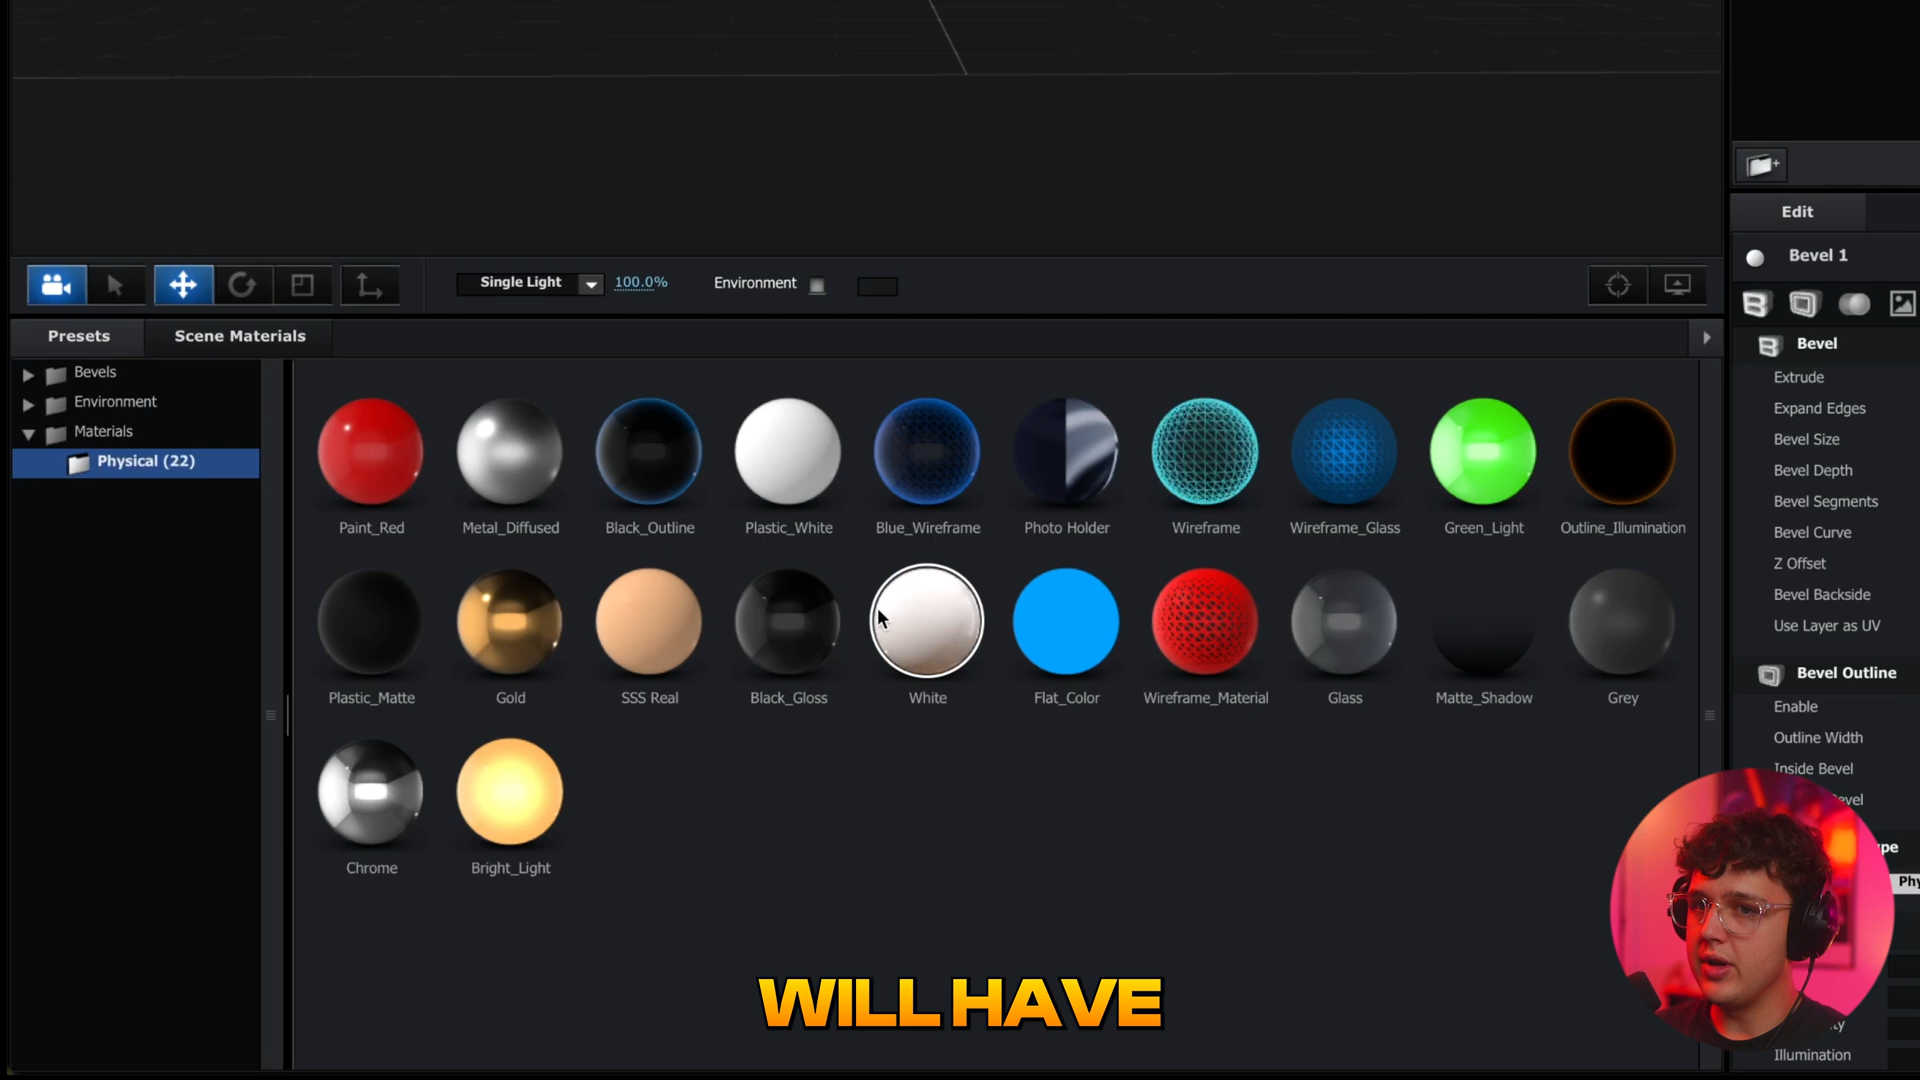 Single Light
100.0%
Environment
Edit
Bevel 1
Presets
Scene Materials
Bevels
Environment
Materials
Physical (22)
Paint_Red
Metal_Diffused
Black_Outline
Plastic_White
Blue_Wireframe
Photo Holder
Wireframe
Wireframe_Glass
Green_Light
Outline_Illumination
Plastic_Matte
Gold
SSS Real
Black_Gloss
White
Flat_Color
Wireframe_Material
Glass
Matte_Shadow
Grey
Chrome
Bright_Light
Bevel
Extrude
Expand Edges
Bevel Size
Bevel Depth
Bevel Segments
Bevel Curve
Z Offset
Bevel Backside
Use Layer as UV
Bevel Outline
Enable
Outline Width
Inside Bevel
Illumination
WILL HAVE